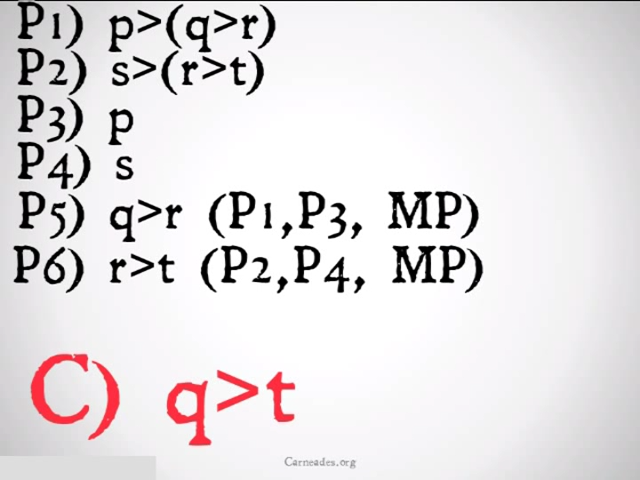 P1) p>(q>r)
P2) s>(r>t)
P3) p
P4) s
P5) q>r (P1,P3, MP)
P6) r>t (P2,P4, MP)
C) q>t
Carneades.org